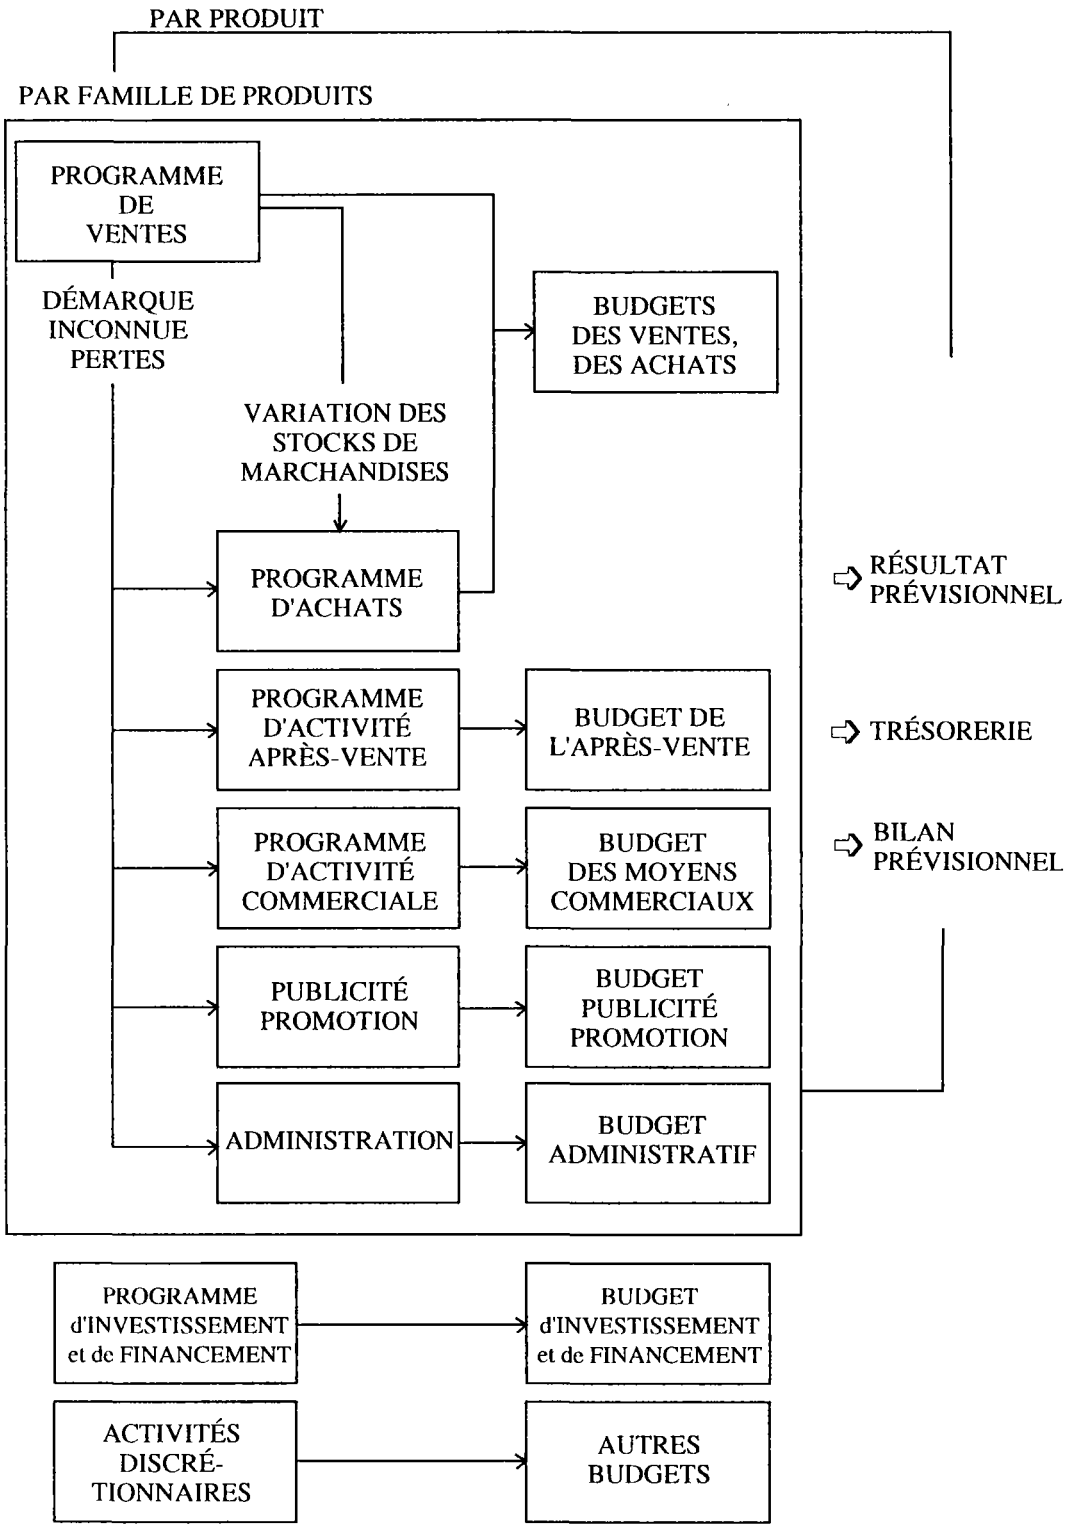 PAR PRODUIT
PAR FAMILLE DE PRODUITS
PROGRAMME
DE
VENTES
DÉMARQUE
INCONNUE
PERTES
BUDGETS
DES VENTES,
DES ACHATS
VARIATION DES
STOCKS DE
MARCHANDISES
PROGRAMME
D'ACHATS
RÉSULTAT
PRÉVISIONNEL
PROGRAMME
D'ACTIVITÉ
APRÈS-VENTE
BUDGET DE
L'APRÈS-VENTE
TRÉSORERIE
PROGRAMME
D'ACTIVITÉ
COMMERCIALE
BUDGET
DES MOYENS
COMMERCIAUX
BILAN
PRÉVISIONNEL
PUBLICITÉ
PROMOTION
BUDGET
PUBLICITÉ
PROMOTION
ADMINISTRATION
BUDGET
ADMINISTRATIF
PROGRAMME
d'INVESTISSEMENT
et de FINANCEMENT
BUDGET
d'INVESTISSEMENT
et de FINANCEMENT
ACTIVITÉS
DISCRÉ-
TIONNAIRES
AUTRES
BUDGETS